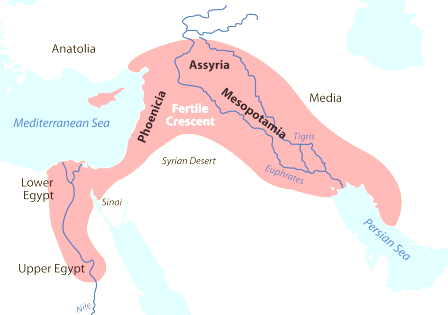 Anatolia
Assyria
Media
Phoenicia
Fertile
Crescent
Mesopotamia
Mediterranean Sea
Tigris
Syrian Desert
Euphrates
Lower
Egypt
Sinai
Persian Sea
Upper Egypt
Nile